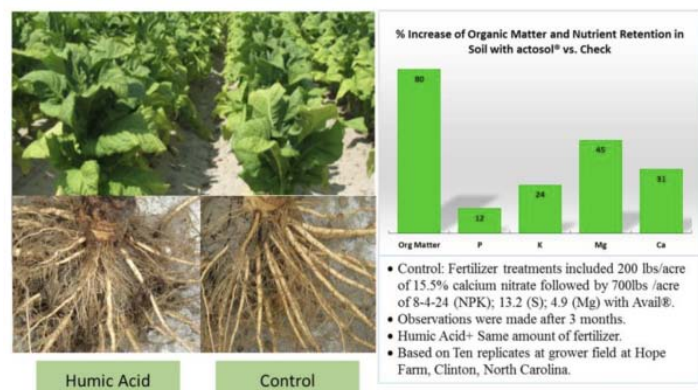 % Increase of Organic Matter and Nutrient Retention in
Soil with actosol® vs. Check
80
12
24
45
31
Org Matter
P
K
Mg
Ca
• Control: Fertilizer treatments included 200 lbs/acre
of 15.5% calcium nitrate followed by 700lbs /acre
of 8-4-24 (NPK); 13.2 (S); 4.9 (Mg) with Avail®.
• Observations were made after 3 months.
• Humic Acid+ Same amount of fertilizer.
• Based on Ten replicates at grower field at Hope
Farm, Clinton, North Carolina.
Humic Acid
Control